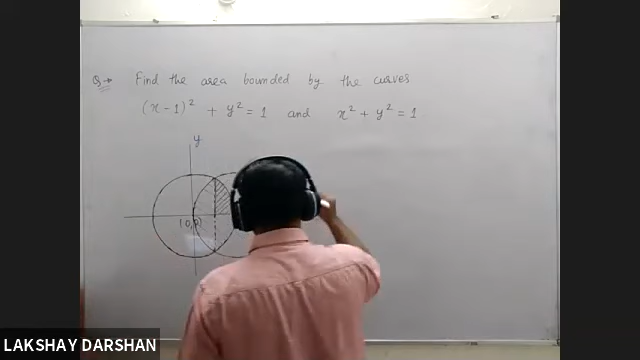 Q→ Find the area bounded by the curves
(x-1)² + y² = 1 and x² + y² = 1
y
(0,0)
LAKSHAY DARSHAN